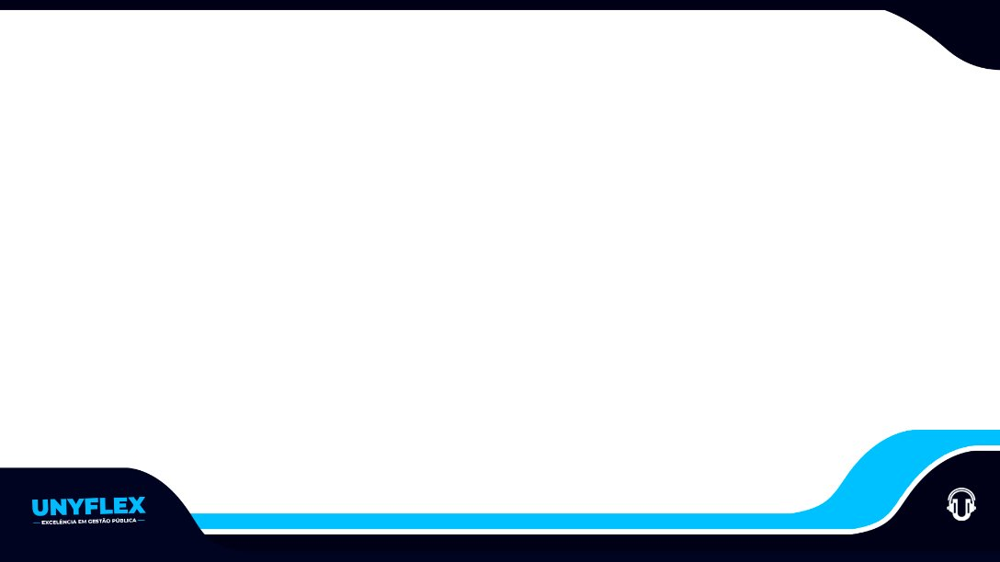 UNYFLEX
EXCELÊNCIA EM GESTÃO PÚBLICA